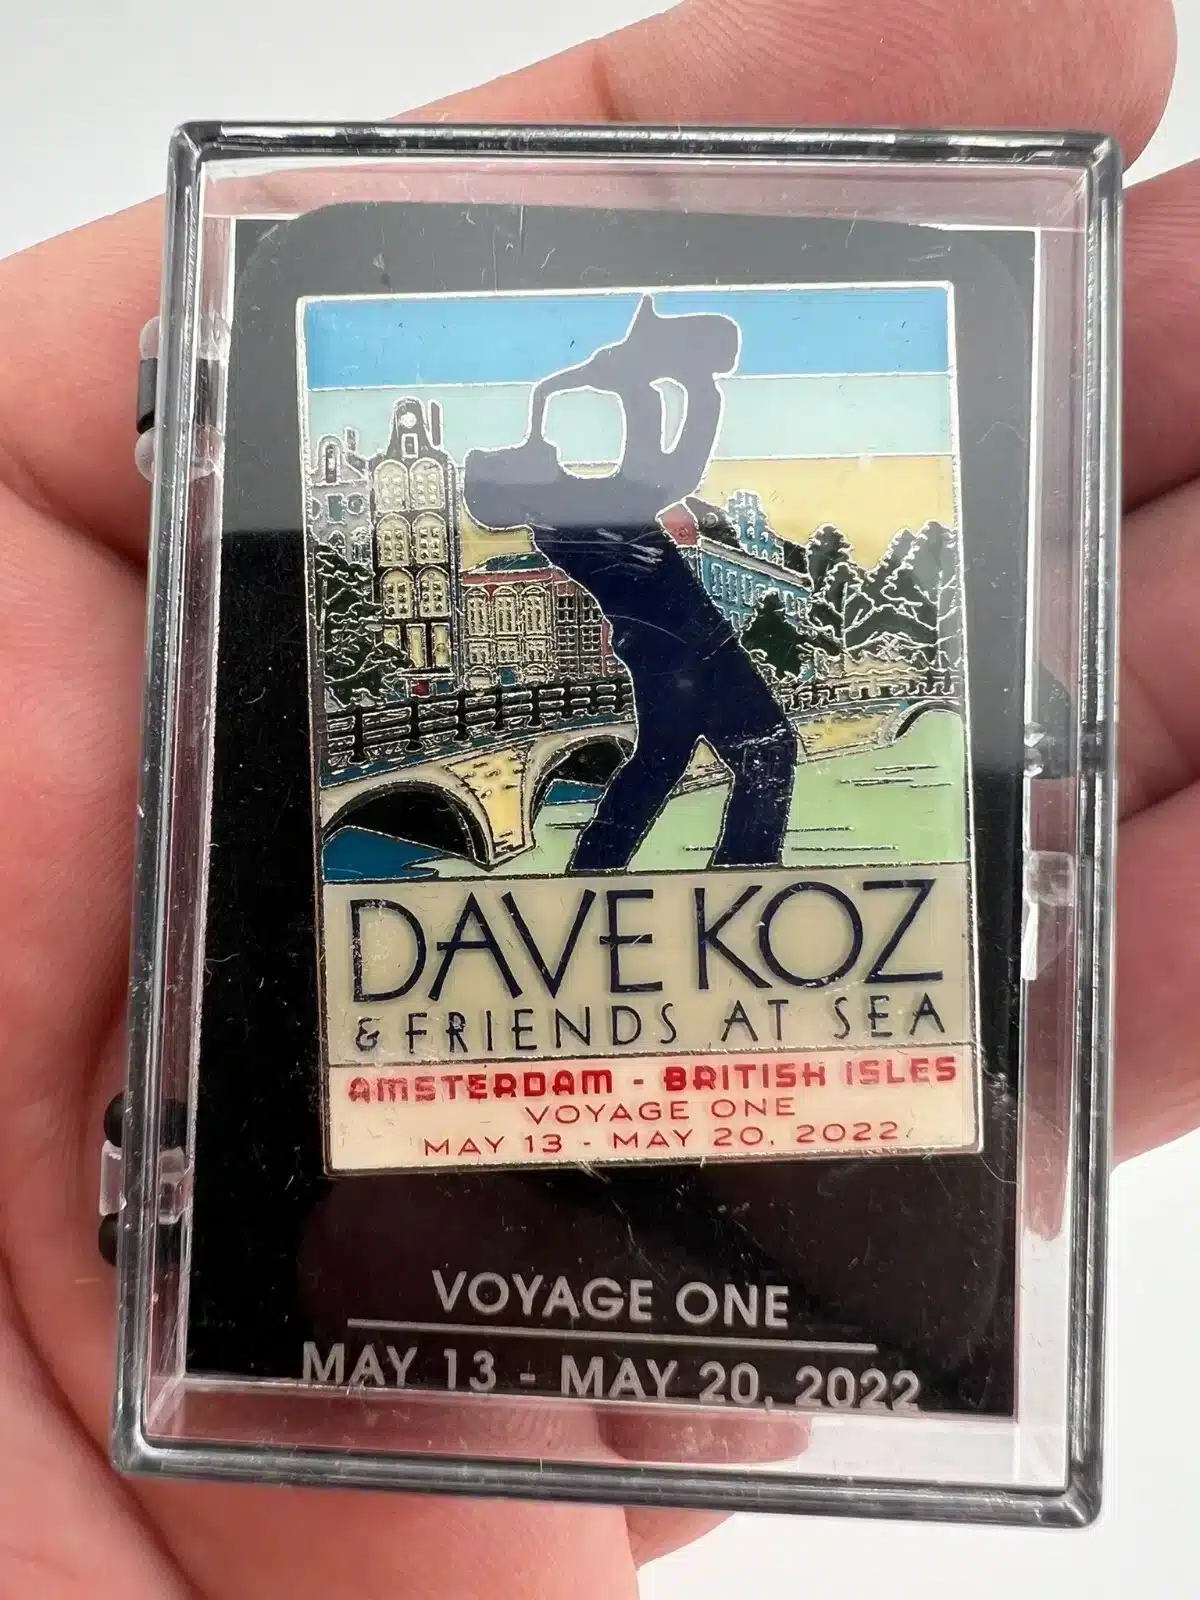 DAVE KOZ
& FRIENDS AT SEA
AMSTERDAM - BRITISH ISLES
VOYAGE ONE
MAY 13 - MAY 20, 2022
VOYAGE ONE
MAY 13 - MAY 20, 2022